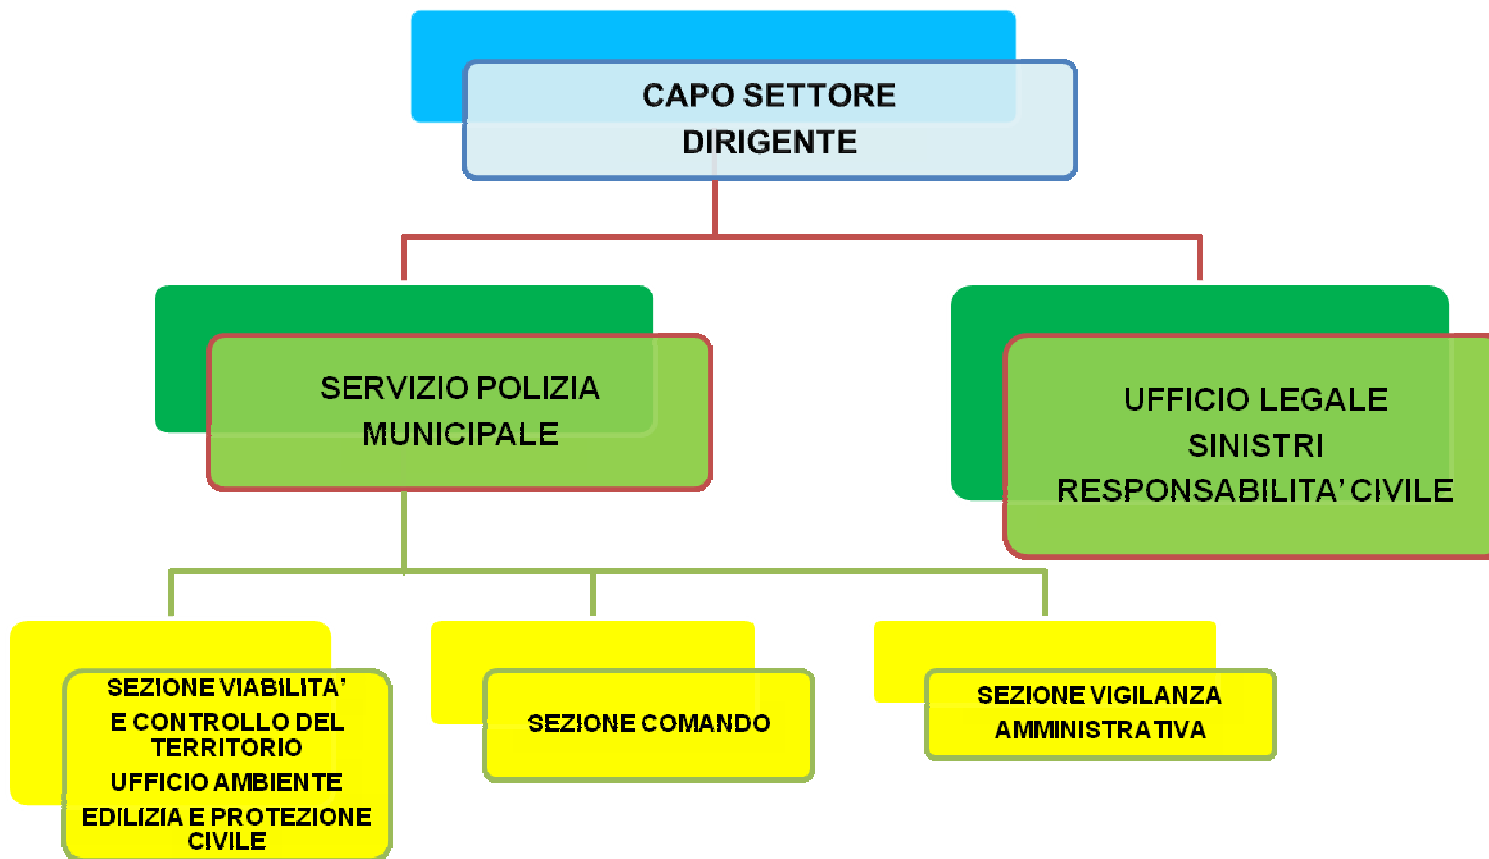 CAPO SETTORE
DIRIGENTE
SERVIZIO POLIZIA
MUNICIPALE
UFFICIO LEGALE
SINISTRI
RESPONSABILITA' CIVILE
SEZIONE VIABILITA'
E CONTROLLO DEL
TERRITORIO
UFFICIO AMBIENTE
EDILIZIA E PROTEZIONE
CIVILE
SEZIONE COMANDO
SEZIONE VIGILANZA
AMMINISTRATIVA